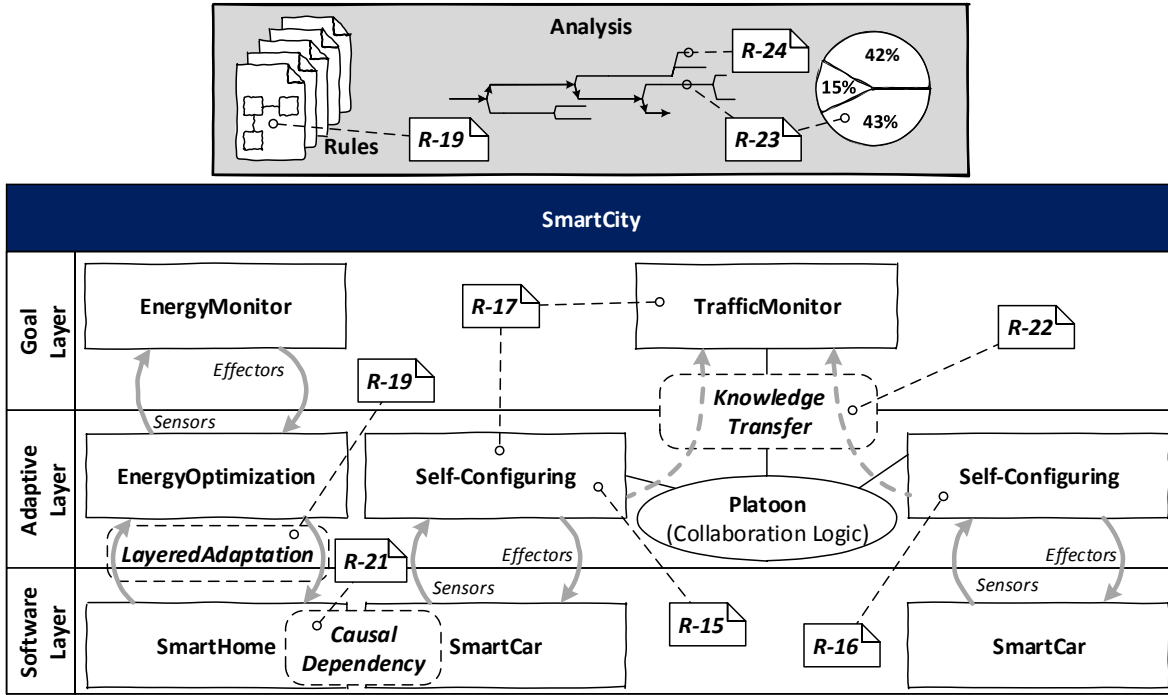 Analysis
R-24
42%
15%
43%
R-19
Rules
R-23
SmartCity
Goal
Layer
EnergyMonitor
R-17
TrafficMonitor
R-22
Effectors
R-19
Knowledge
Transfer
Sensors
Adaptive
Layer
EnergyOptimization
Self-Configuring
Self-Configuring
Platoon
(Collaboration Logic)
LayeredAdaptation
R-21
Effectors
Effectors
Sensors
Sensors
Software
Layer
SmartHome
Causal
Dependency
SmartCar
R-15
R-16
SmartCar